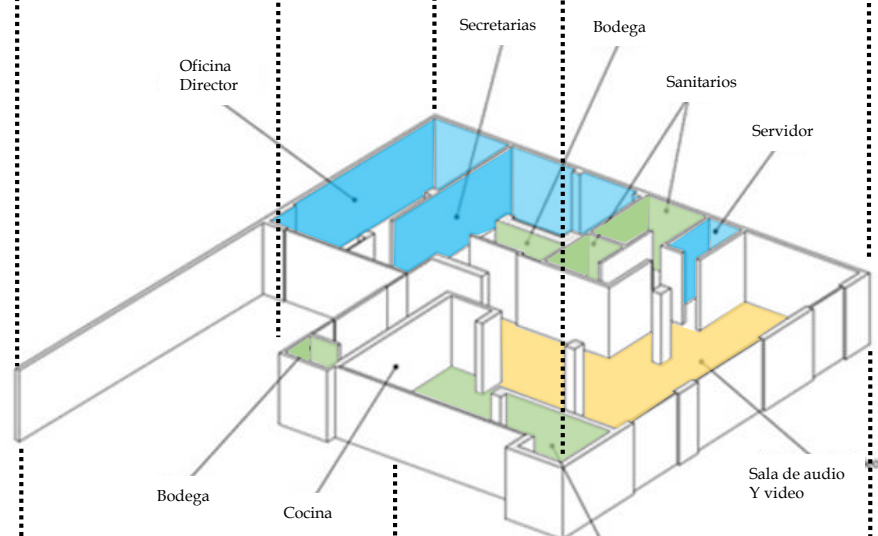 Secretarias
Bodega
Oficina
Director
Sanitarios
Servidor
Sala de audio
Y video
Bodega
Cocina